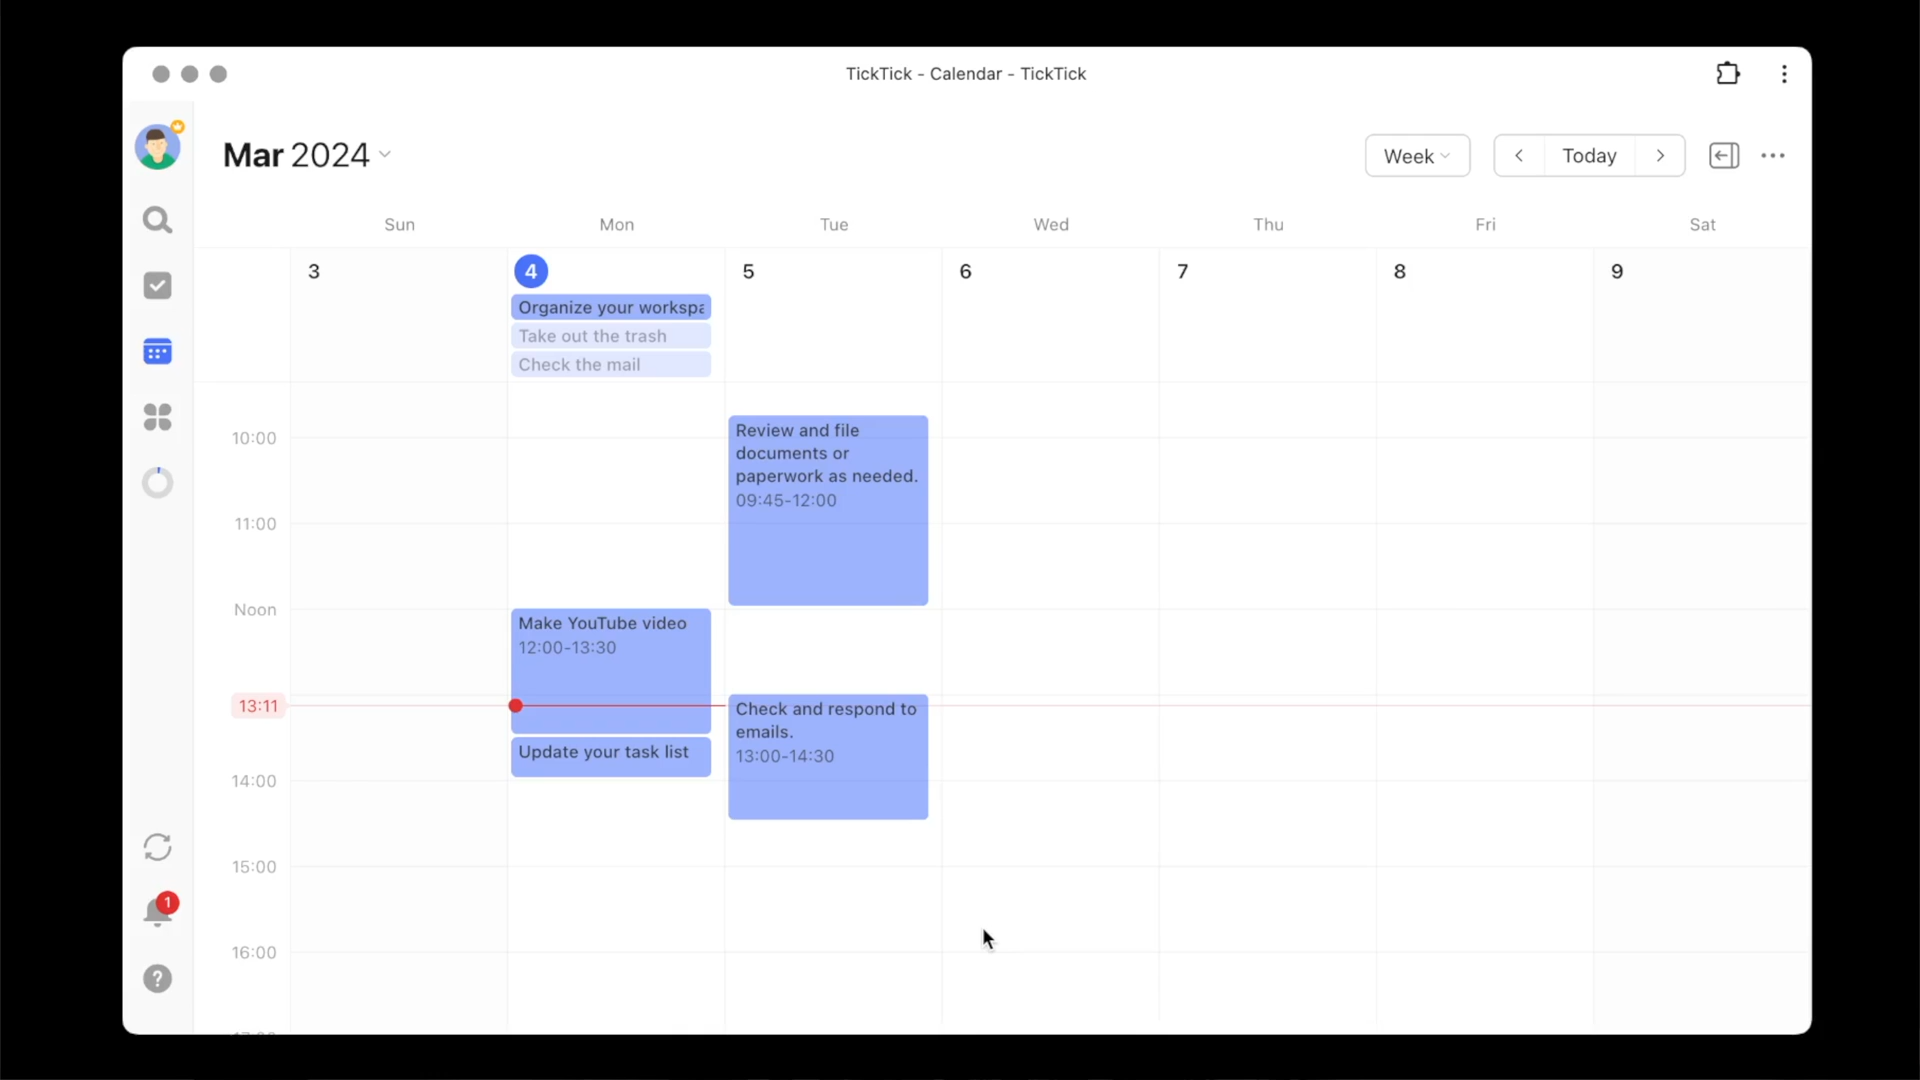 TickTick - Calendar - TickTick
Mar 2024
Week
Today
Sun
Mon
Tue
Wed
Thu
Fri
Sat
3
4
5
6
7
8
9
Organize your workspa
Take out the trash
Check the mail
10:00
11:00
Noon
13:11
14:00
15:00
16:00
Review and file
documents or
paperwork as needed.
09:45-12:00
Make YouTube video
12:00-13:30
Update your task list
Check and respond to
emails.
13:00-14:30
1
?